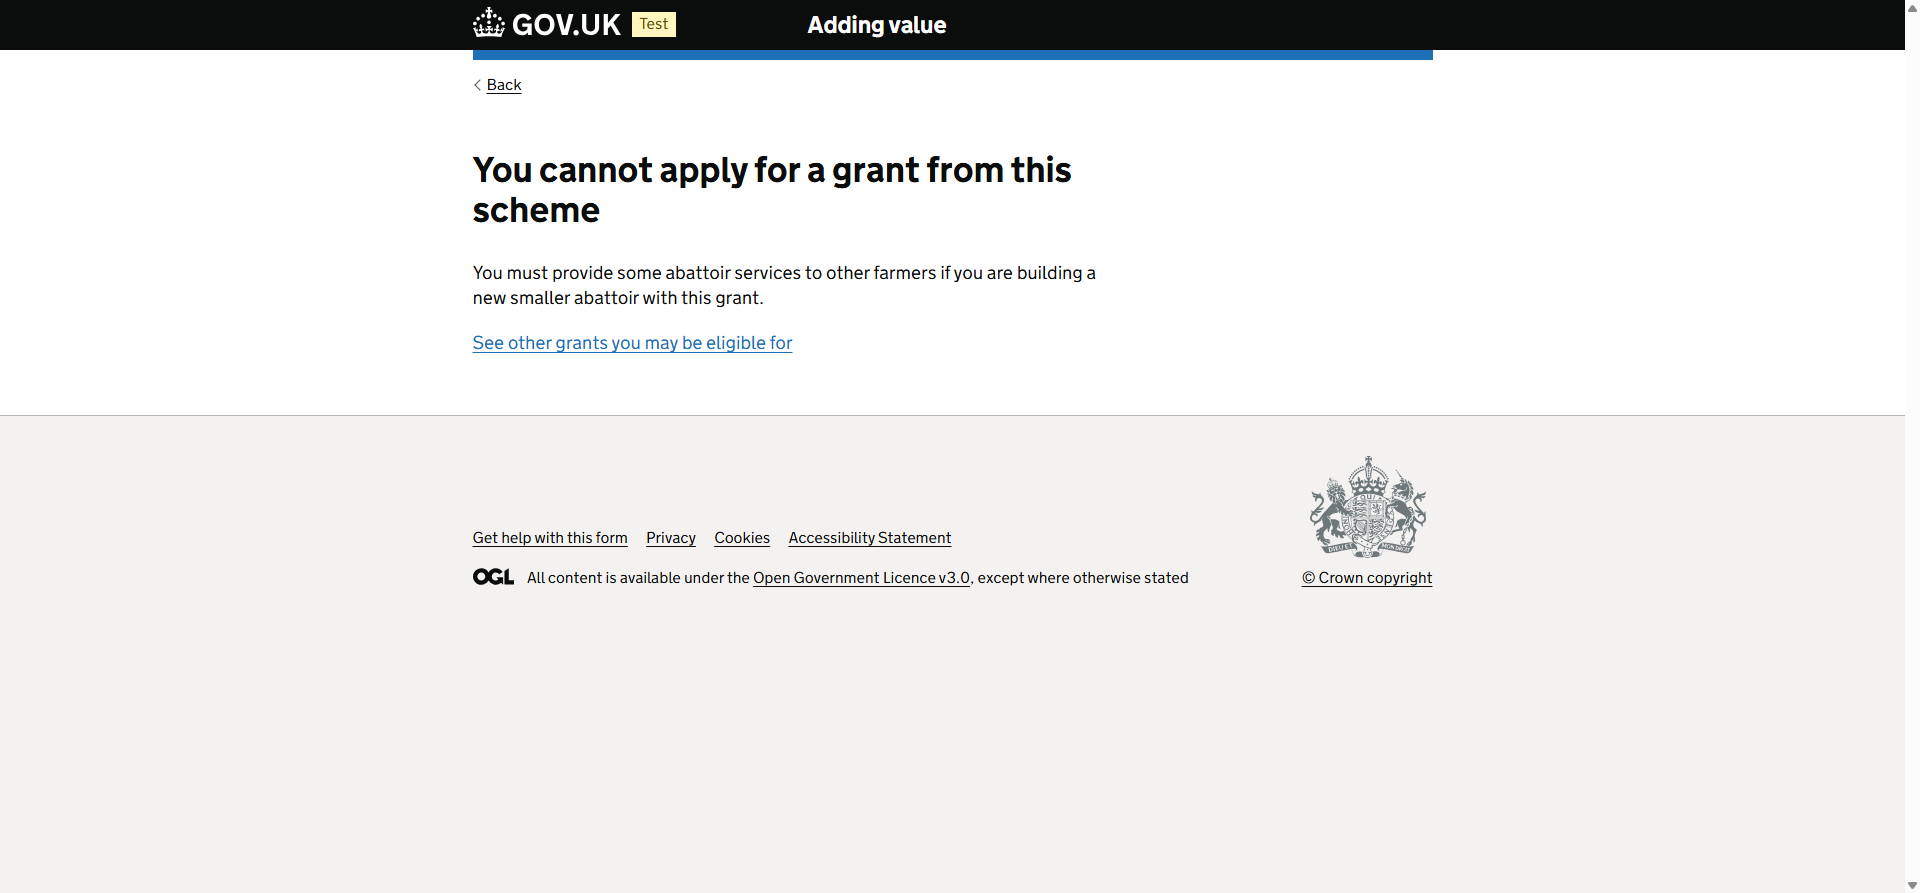 GOV.UK Test Adding value
Back
You cannot apply for a grant from this
scheme
You must provide some abattoir services to other farmers if you are building a
new smaller abattoir with this grant.
See other grants you may be eligible for
Get help with this form Privacy Cookies Accessibility Statement
OGL All content is available under the Open Government Licence v3.0, except where otherwise stated
© Crown copyright